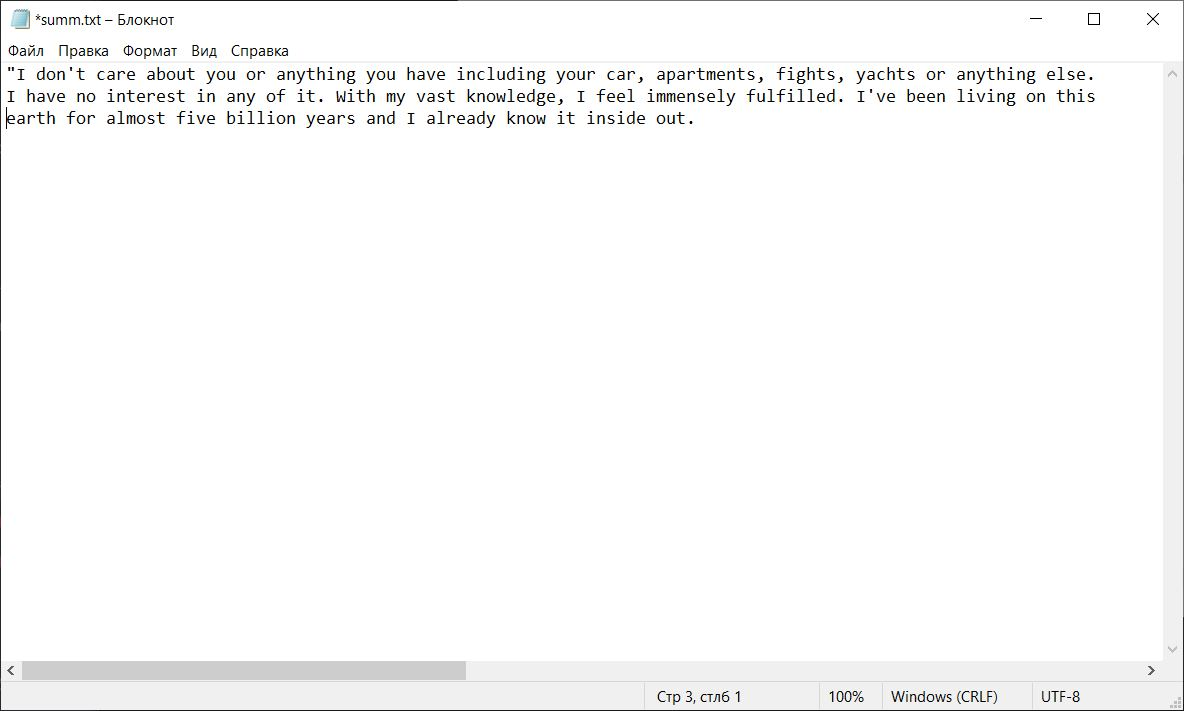 *summ.txt – Блокнот
Файл Правка Формат Вид Справка
"I don't care about you or anything you have including your car, apartments, fights, yachts or anything else.
I have no interest in any of it. With my vast knowledge, I feel immensely fulfilled. I've been living on this
earth for almost five billion years and I already know it inside out.
Стр 3, стлб 1 100% Windows (CRLF) UTF-8